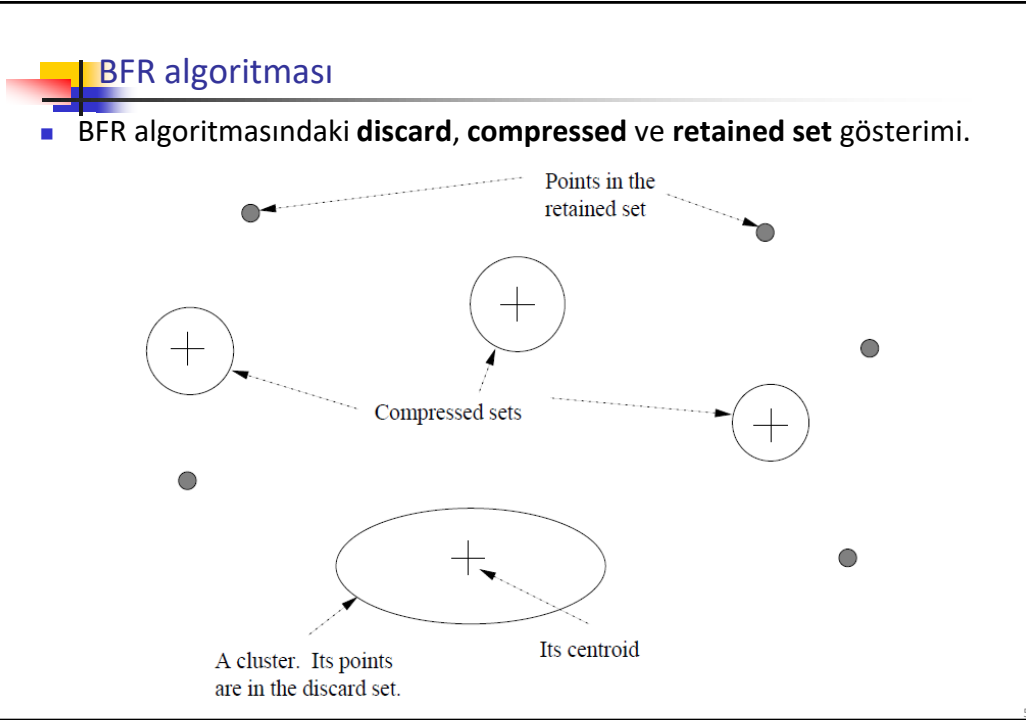 BFR algoritması
▪ BFR algoritmasındaki discard, compressed ve retained set gösterimi.
Points in the
retained set
Compressed sets
Its centroid
A cluster. Its points
are in the discard set.